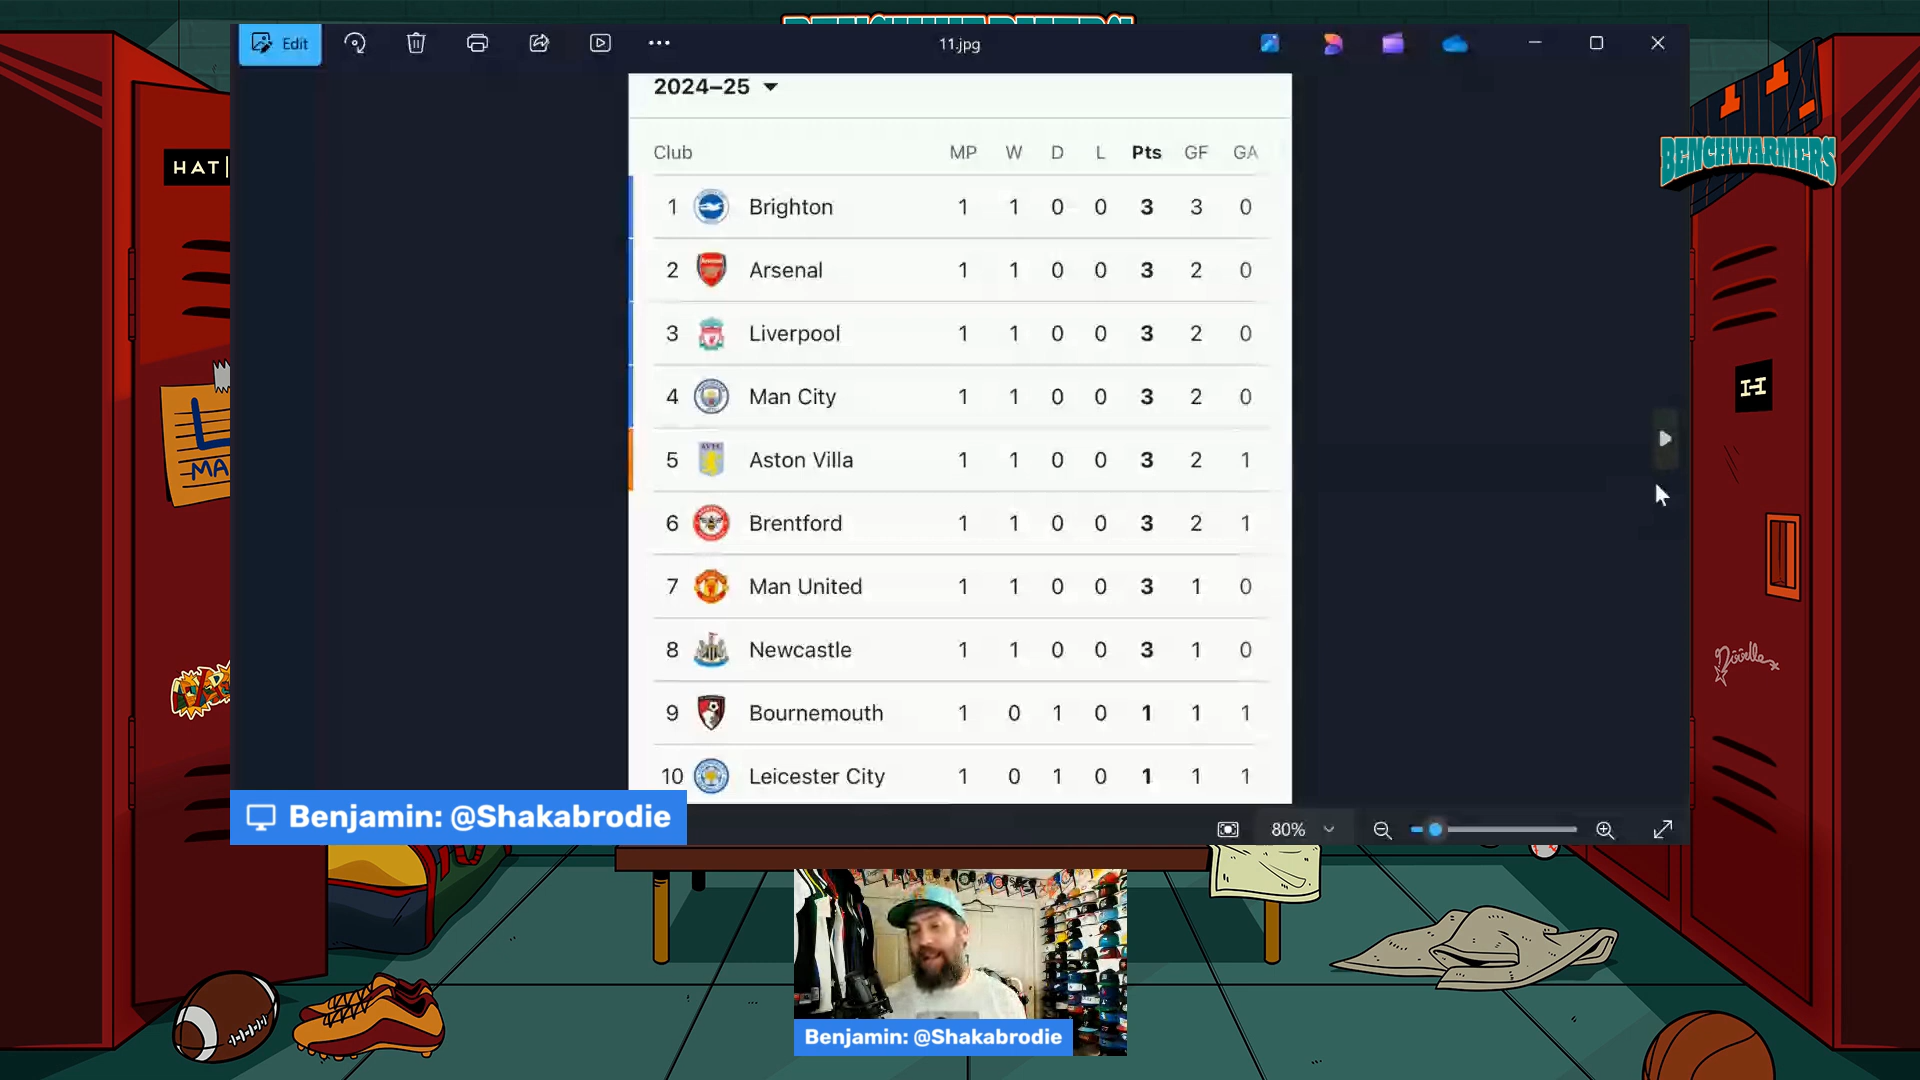 Edit
11.jpg
2024–25
Club MP W D L Pts GF GA
1 Brighton 1 1 0 0 3 3 0
2 Arsenal 1 1 0 0 3 2 0
3 Liverpool 1 1 0 0 3 2 0
4 Man City 1 1 0 0 3 2 0
5 Aston Villa 1 1 0 0 3 2 1
6 Brentford 1 1 0 0 3 2 1
7 Man United 1 1 0 0 3 1 0
8 Newcastle 1 1 0 0 3 1 0
9 Bournemouth 1 0 1 0 1 1 1
10 Leicester City 1 0 1 0 1 1 1
80%
HAT
MA
BENCHWARMERS
H
Noodles
Benjamin: @Shakabrodie
Benjamin: @Shakabrodie